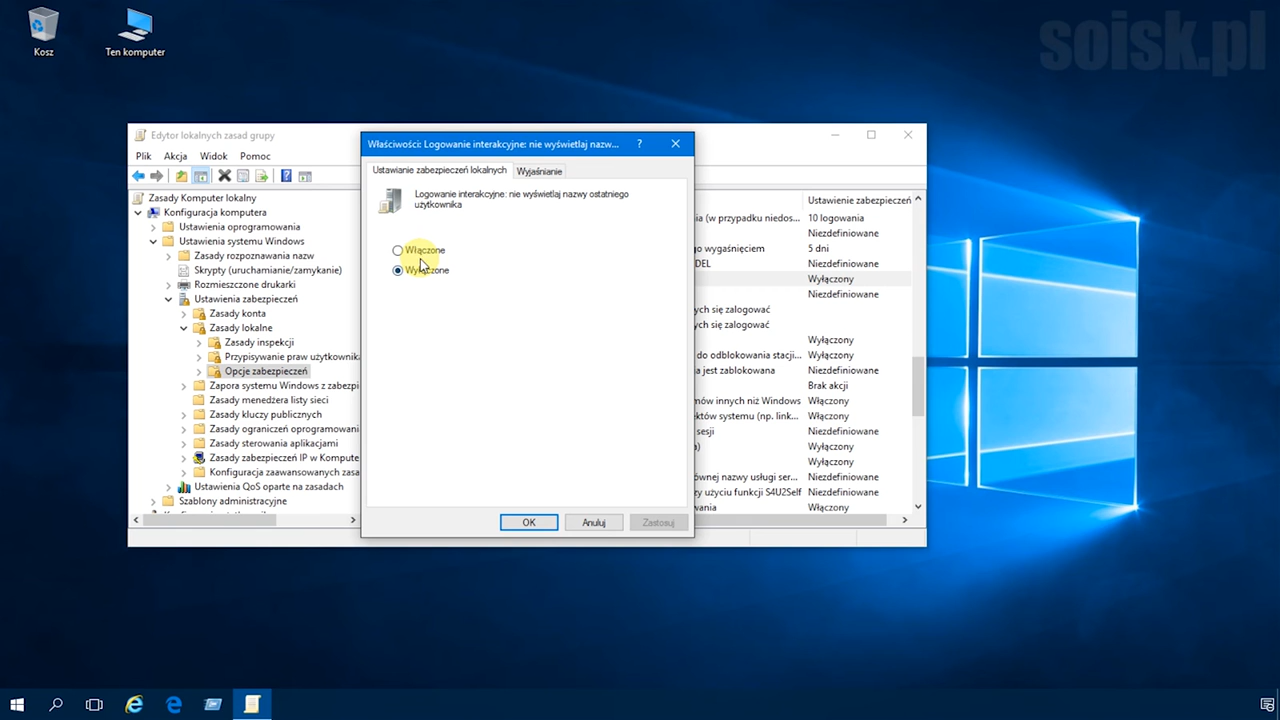 soisk.pl
Kosz
Ten komputer
Edytor lokalnych zasad grupy
Plik Akcja Widok Pomoc
Zasady Komputer lokalny
Konfiguracja komputera
Ustawienia oprogramowania
Ustawienia systemu Windows
Zasady rozpoznawania nazw
Skrypty (uruchamianie/zamykanie)
Rozmieszczone drukarki
Ustawienia zabezpieczeń
Zasady konta
Zasady lokalne
Zasady inspekcji
Przypisywanie praw użytkownika
Opcje zabezpieczeń
Zapora systemu Windows z zabezpi
Zasady menedżera listy sieci
Zasady kluczy publicznych
Zasady ograniczeń oprogramowani
Zasady sterowania aplikacjami
Zasady zabezpieczeń IP w Kompute
Konfiguracja zaawansowanych zasa
Ustawienia QoS oparte na zasadach
Szablony administracyjne
Właściwości: Logowanie interakcyjne: nie wyświetlaj nazw...
Ustawianie zabezpieczeń lokalnych Wyjaśnianie
Logowanie interakcyjne: nie wyświetlaj nazwy ostatniego
użytkownika
Włączone
Wyłączone
OK Anuluj Zastosuj
Ustawienie zabezpieczeń
ia (w przypadku niedos... 10 logowania
Niezdefiniowane
go wygaśnięciem 5 dni
DEL Niezdefiniowane
Wyłączony
Niezdefiniowane
ych się zalogować
ych się zalogować
Wyłączony
do odblokowania stacji... Wyłączony
a jest zablokowana Niezdefiniowane
Brak akcji
mów innych niż Windows Włączony
ektów systemu (np. link... Włączony
sesji Niezdefiniowane
) Wyłączony
Wyłączony
ównej nazwy usługi ser... Niezdefiniowane
zy użyciu funkcji S4U2Self Niezdefiniowane
wania Włączony